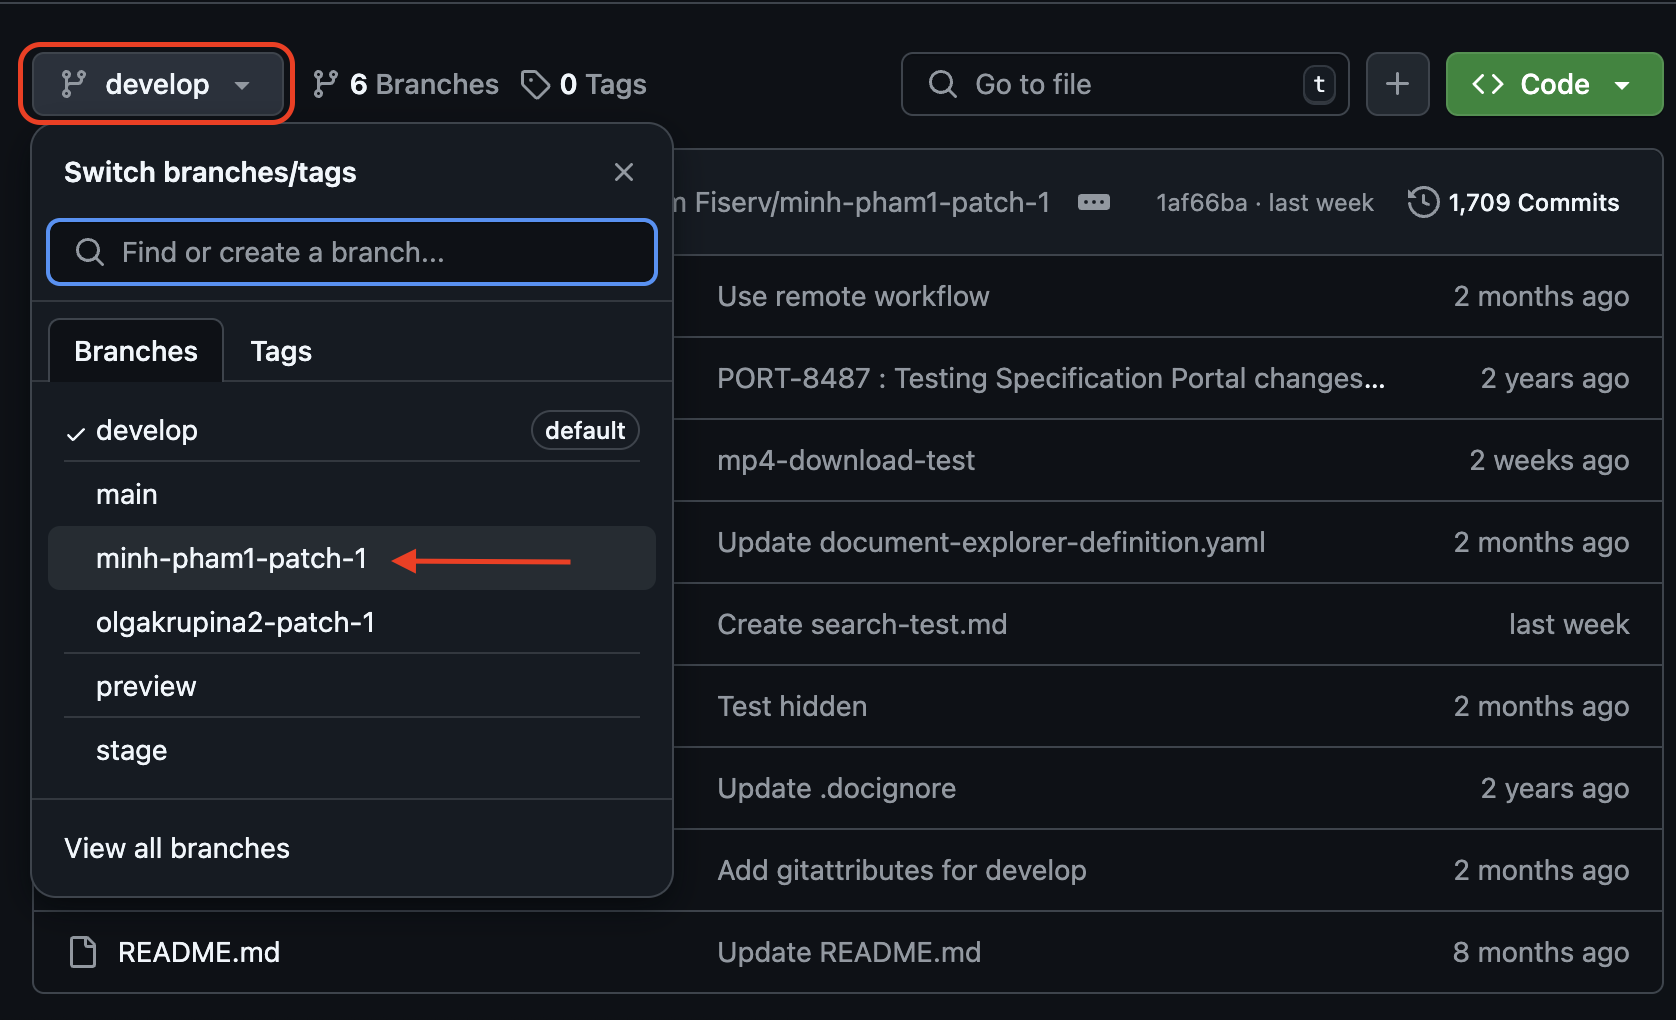 develop
6 Branches
0 Tags
Go to file
t
Code
Switch branches/tags
Find or create a branch...
Branches
Tags
develop
default
main
minh-pham1-patch-1
olgakrupina2-patch-1
preview
stage
View all branches
Fiserv/minh-pham1-patch-1
1af66ba · last week
1,709 Commits
Use remote workflow
2 months ago
PORT-8487 : Testing Specification Portal changes...
2 years ago
mp4-download-test
2 weeks ago
Update document-explorer-definition.yaml
2 months ago
Create search-test.md
last week
Test hidden
2 months ago
Update .docignore
2 years ago
Add gitattributes for develop
2 months ago
README.md
Update README.md
8 months ago